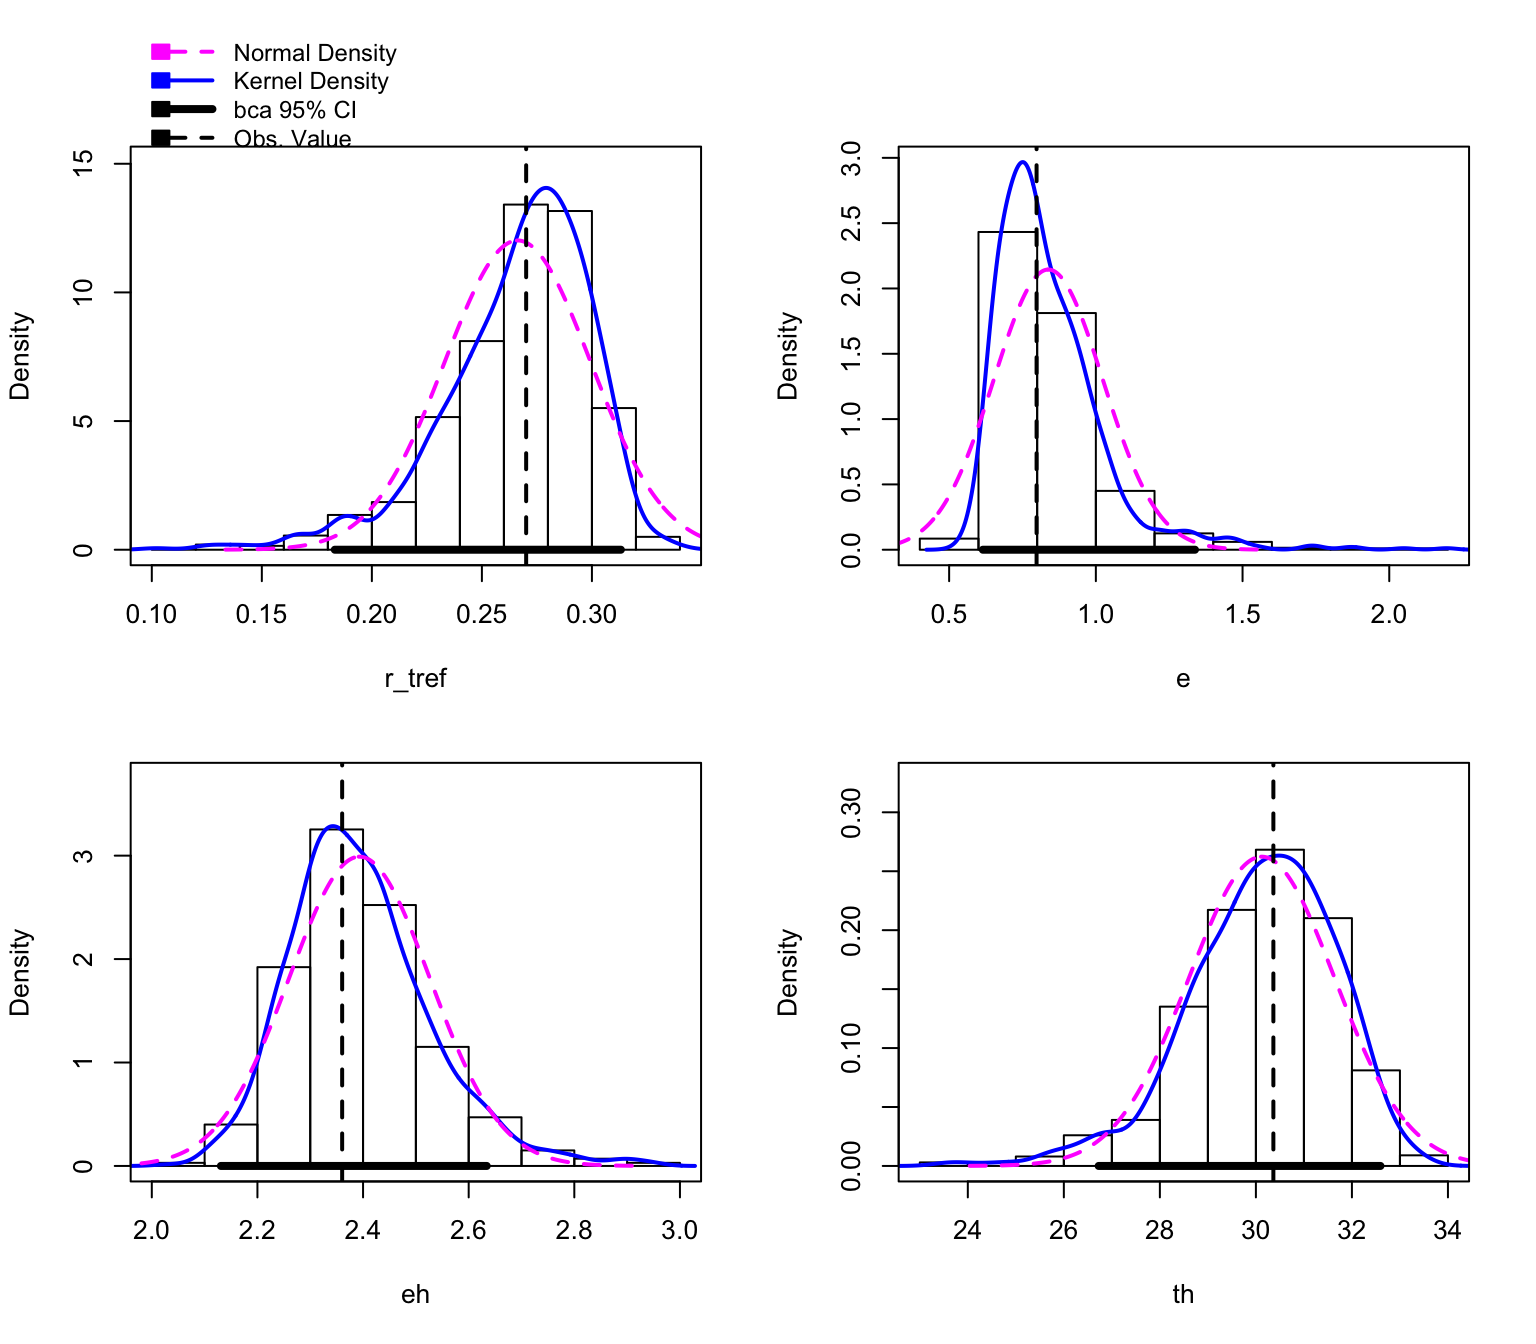 Normal Density
Kernel Density
bca 95% CI
Obs. Value
Density
15
10
5
0
0.10 0.15 0.20 0.25 0.30
r_tref
Density
3.0
2.5
2.0
1.5
1.0
0.5
0.0
0.5 1.0 1.5 2.0
e
Density
3
2
1
0
2.0 2.2 2.4 2.6 2.8 3.0
eh
Density
0.30
0.20
0.10
0.00
24 26 28 30 32 34
th